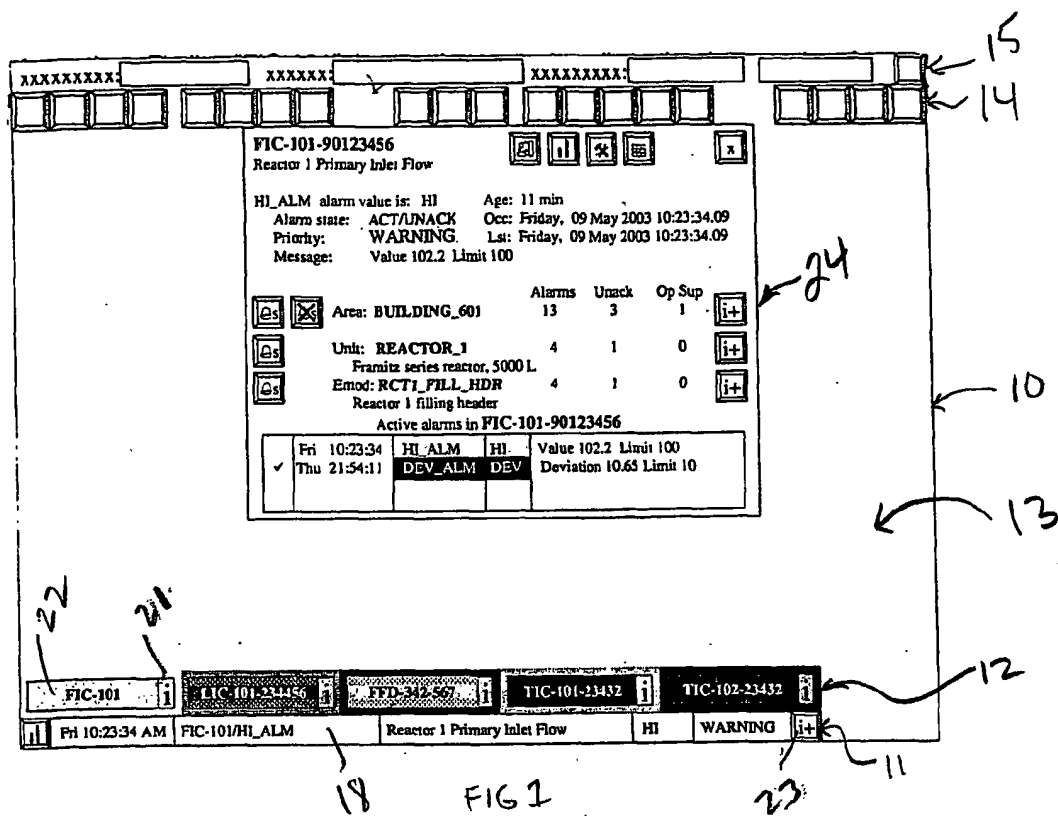 15
xxxxxxxxx: xxxxxx: xxxxxxxxx:
14
FIC-101-90123456 x
Reactor 1 Primary Inlet Flow
HI_ALM alarm value is: HI Age: 11 min
Alarm state: ACT/UNACK Occ: Friday, 09 May 2003 10:23:34.09
Priority: WARNING. Lst: Friday, 09 May 2003 10:23:34.09
Message: Value 102.2 Limit 100
24
Alarms Unack Op Sup
s Area: BUILDING_601 13 3 1 i+
s Unit: REACTOR_1 4 1 0 i+
Framitz series reactor, 5000 L
s Emod: RCT1_FILL_HDR 4 1 0 i+
Reactor 1 filling header
10
Active alarms in FIC-101-90123456
Fri 10:23:34 HI_ALM HI Value 102.2 Limit 100
✓ Thu 21:54:11 DEV_ALM DEV Deviation 10.65 Limit 10
13
22 21
FIC-101 i LIC-101-234456 i FFD-342-567 i TIC-101-23432 i TIC-102-23432 i 12
Fri 10:23:34 AM FIC-101/HI_ALM Reactor 1 Primary Inlet Flow HI WARNING i+
11
18 FIG 1 23